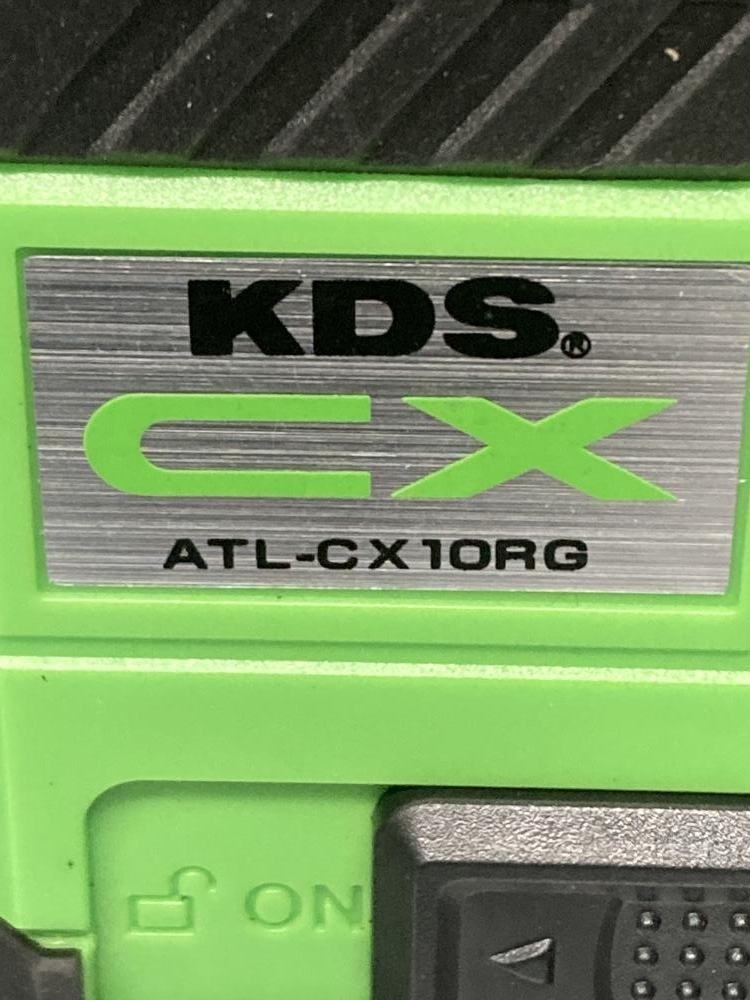 KDS®
CX
ATL-CX10RG
ON